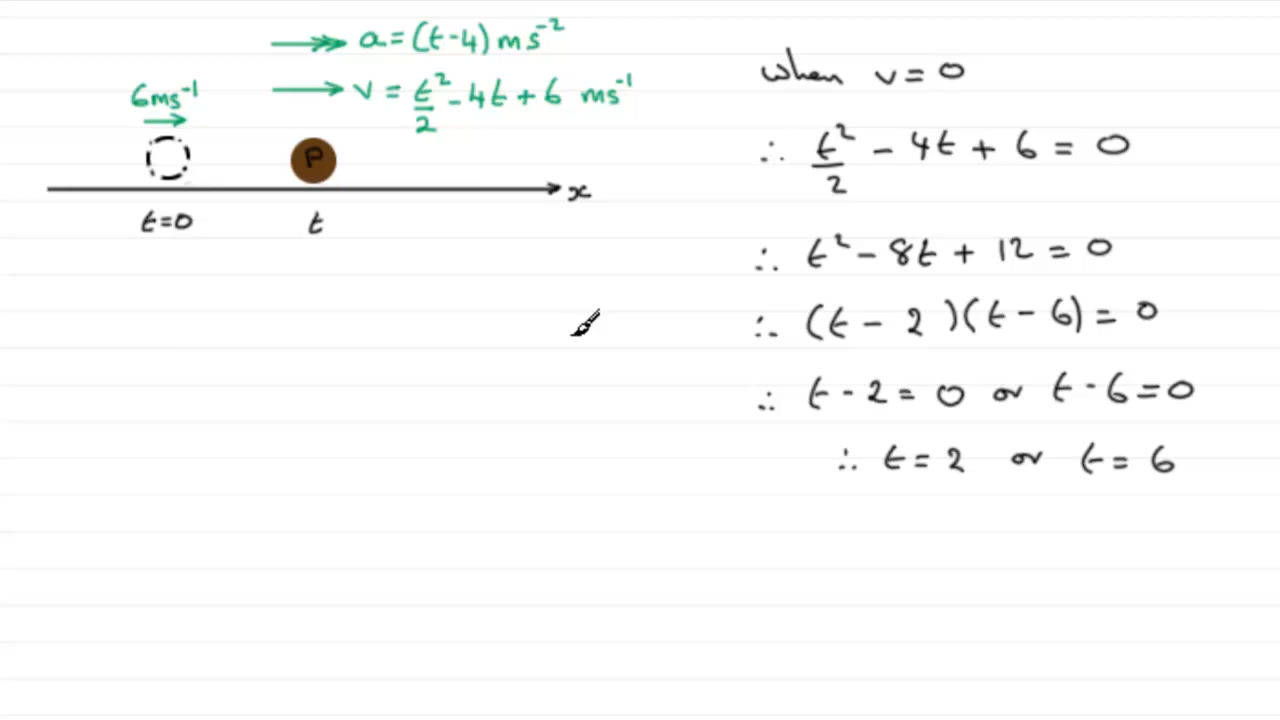 a = (t-4) ms⁻²
6ms⁻¹
v = t²/2 - 4t + 6 ms⁻¹
P
x
t=0
t
when v = 0
∴ t²/2 - 4t + 6 = 0
∴ t² - 8t + 12 = 0
∴ (t - 2)(t - 6) = 0
∴ t - 2 = 0 or t - 6 = 0
∴ t = 2 or t = 6